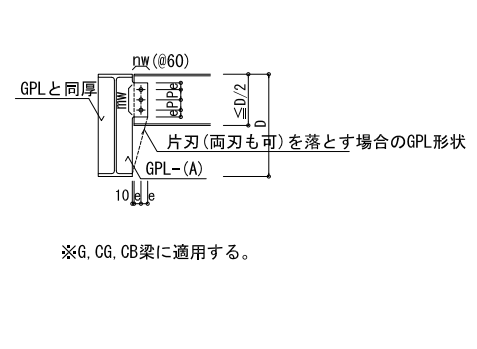 nw(@60)
GPLと同厚
mw
e P P e
≦D/2
D
片刃(両刃も可)を落とす場合のGPL形状
GPL-(A)
10 e e
※G,CG,CB梁に適用する。